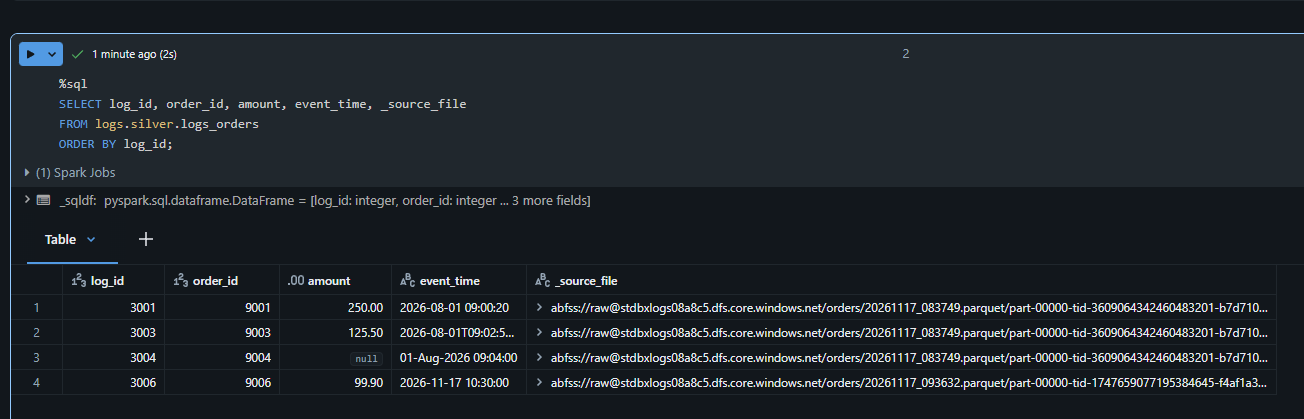 1 minute ago (2s)
2
%sql
SELECT log_id, order_id, amount, event_time, _source_file
FROM logs.silver.logs_orders
ORDER BY log_id;
(1) Spark Jobs
_sqldf: pyspark.sql.dataframe.DataFrame = [log_id: integer, order_id: integer ... 3 more fields]
Table +
1 2 3 log_id 1 2 3 order_id .00 amount A B C event_time A B C _source_file
1 3001 9001 250.00 2026-08-01 09:00:20 abfss://raw@stdbxlogs08a8c5.dfs.core.windows.net/orders/20261117_083749.parquet/part-00000-tid-3609064342460483201-b7d710...
2 3003 9003 125.50 2026-08-01T09:02:5... abfss://raw@stdbxlogs08a8c5.dfs.core.windows.net/orders/20261117_083749.parquet/part-00000-tid-3609064342460483201-b7d710...
3 3004 9004 null 01-Aug-2026 09:04:00 abfss://raw@stdbxlogs08a8c5.dfs.core.windows.net/orders/20261117_083749.parquet/part-00000-tid-3609064342460483201-b7d710...
4 3006 9006 99.90 2026-11-17 10:30:00 abfss://raw@stdbxlogs08a8c5.dfs.core.windows.net/orders/20261117_093632.parquet/part-00000-tid-1747659077195384645-f4af1a3...